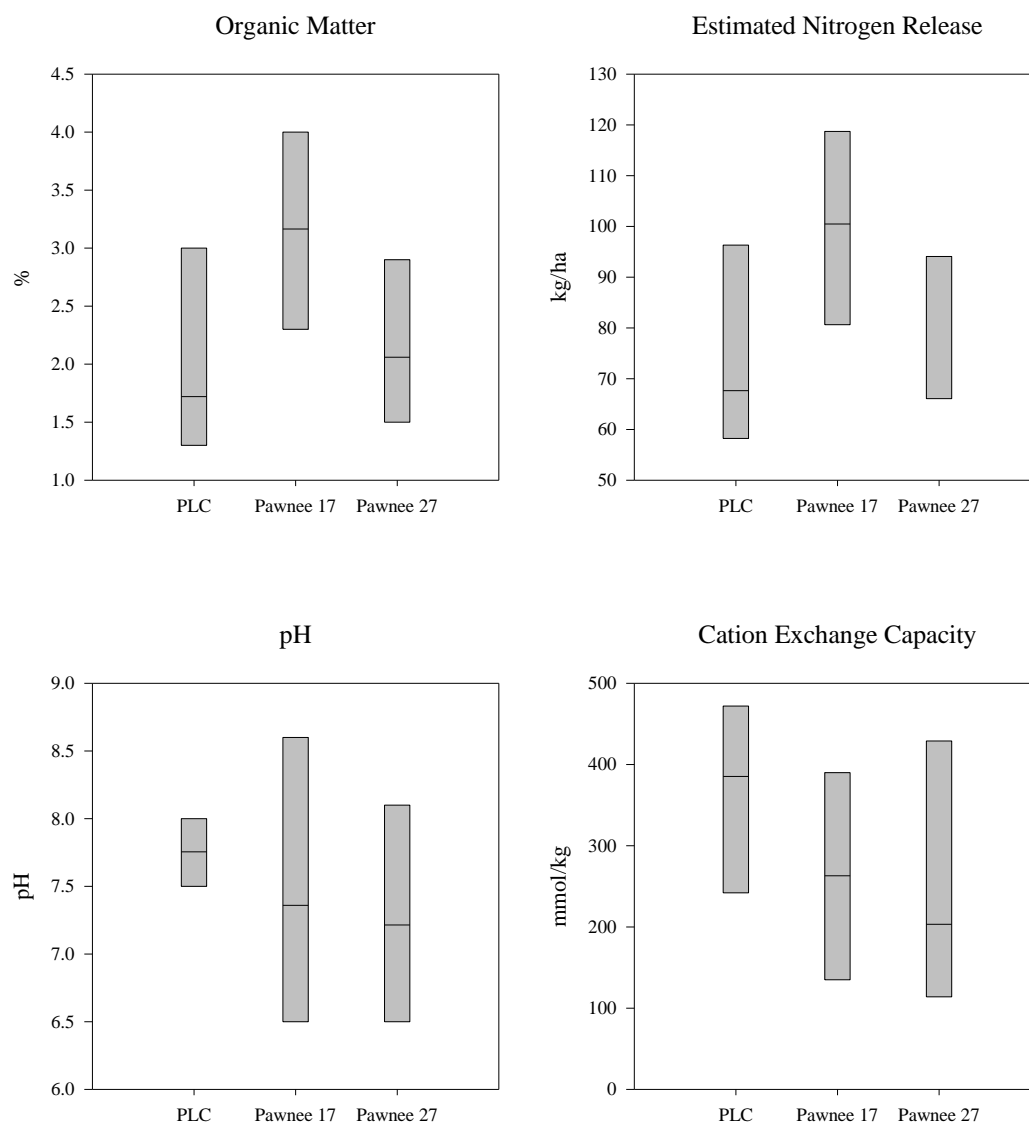 Organic Matter
%
4.5
4.0
3.5
3.0
2.5
2.0
1.5
1.0
PLC Pawnee 17 Pawnee 27
Estimated Nitrogen Release
kg/ha
130
120
110
100
90
80
70
60
50
PLC Pawnee 17 Pawnee 27
pH
pH
9.0
8.5
8.0
7.5
7.0
6.5
6.0
PLC Pawnee 17 Pawnee 27
Cation Exchange Capacity
mmol/kg
500
400
300
200
100
0
PLC Pawnee 17 Pawnee 27